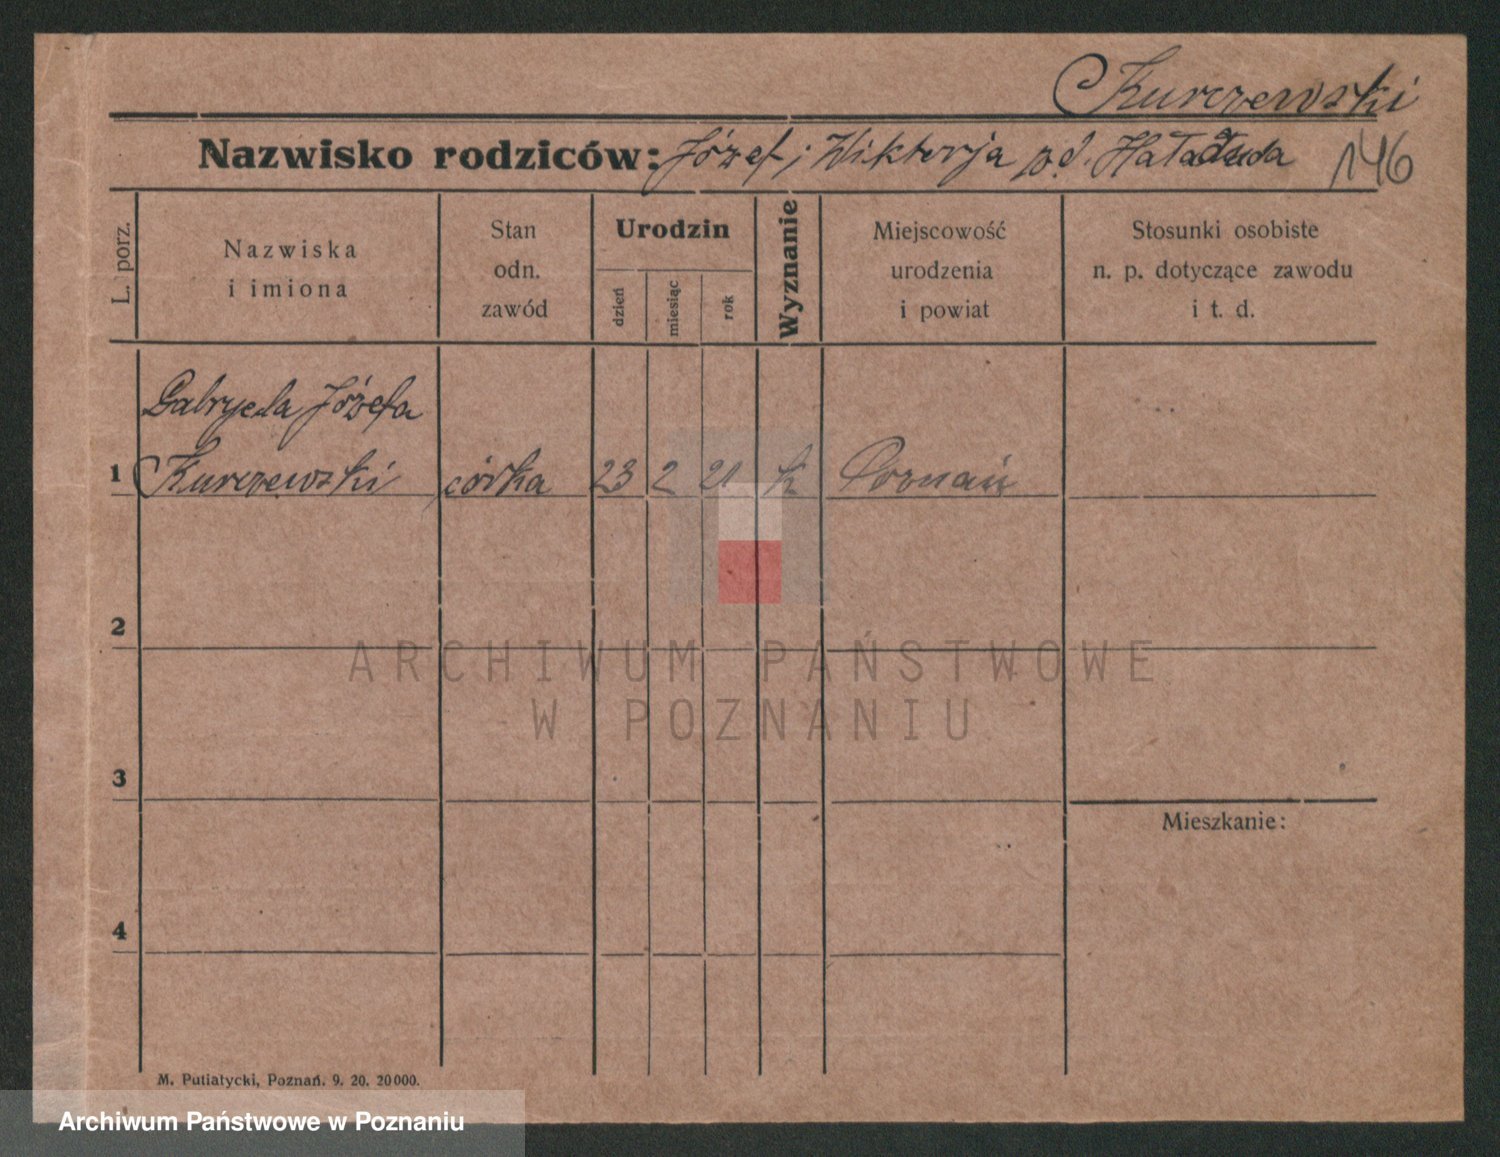 Kurczewski
Nazwisko rodziców: Józef i Wiktorja
146
L. porz.
Nazwiska
i imiona
Stan
odn.
zawód
Urodzin
dzień
miesiąc
rok
Wyznanie
Miejscowość
urodzenia
i powiat
Stosunki osobiste
n. p. dotyczące zawodu
i t. d.
Gabryela Józefa
1 Kurczewski córka 23 2 21 k Poznań
2
ARCHIWUM PAŃSTWOWE
W POZNANIU
3
Mieszkanie:
4
M. Putiatycki, Poznań. 9. 20. 20000.
Archiwum Państwowe w Poznaniu